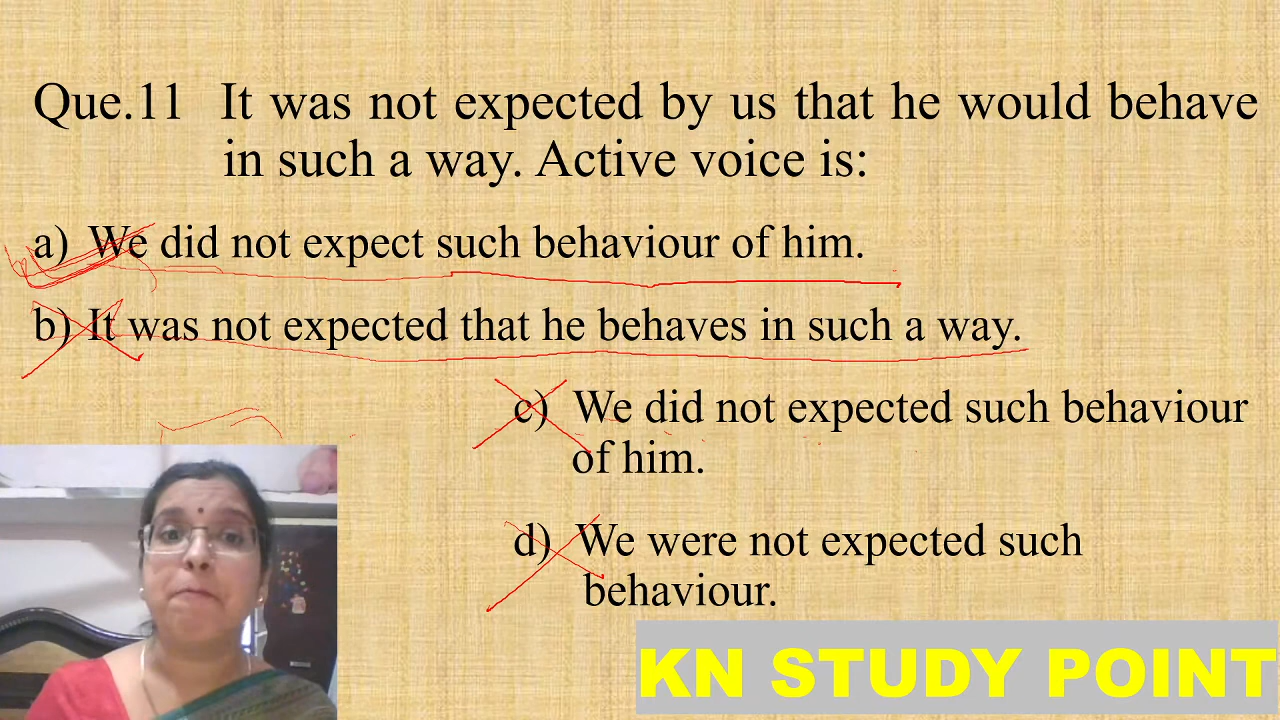 Que.11 It was not expected by us that he would behave
in such a way. Active voice is:
a) We did not expect such behaviour of him.
b) It was not expected that he behaves in such a way.
c) We did not expected such behaviour
of him.
d) We were not expected such
behaviour.
KN STUDY POINT